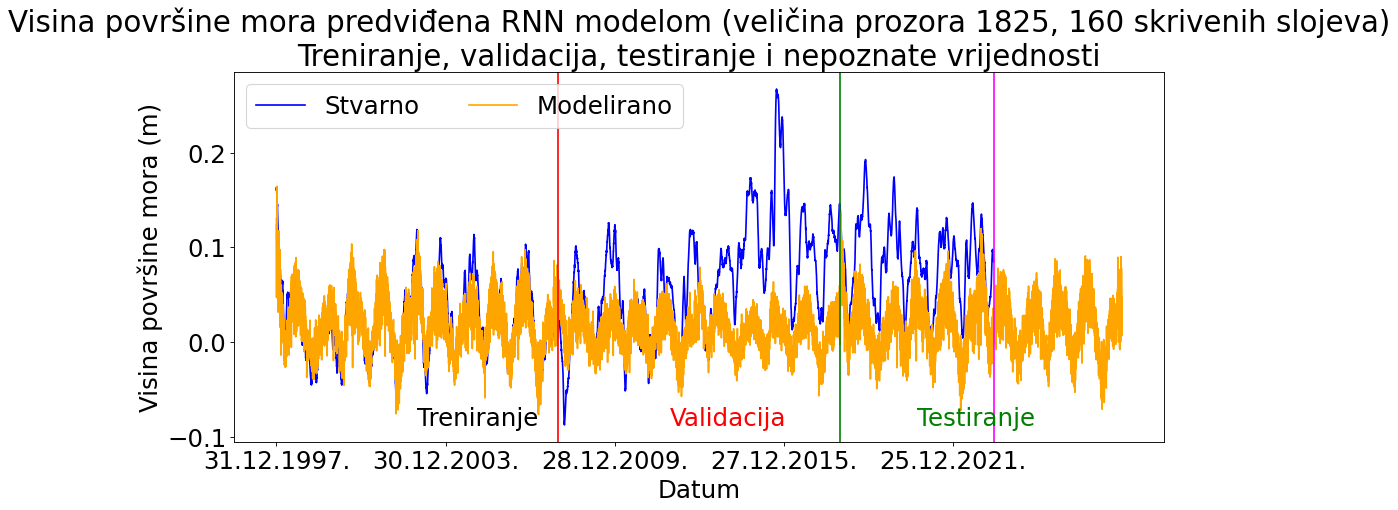 Visina površine mora predviđena RNN modelom (veličina prozora 1825, 160 skrivenih slojeva)
Treniranje, validacija, testiranje i nepoznate vrijednosti
Stvarno
Modelirano
Visina površine mora (m)
0.2
0.1
0.0
−0.1
Treniranje
Validacija
Testiranje
31.12.1997.
30.12.2003.
28.12.2009.
27.12.2015.
25.12.2021.
Datum